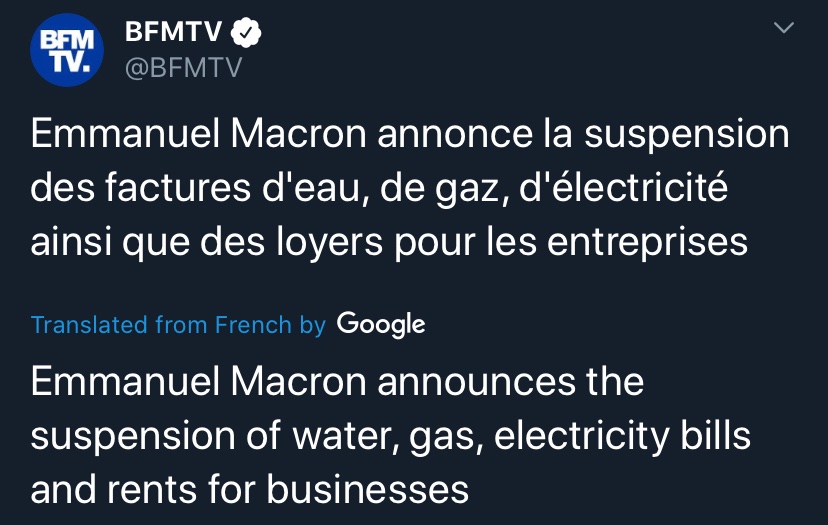 BFM
TV.
BFMTV
@BFMTV
Emmanuel Macron annonce la suspension
des factures d'eau, de gaz, d'électricité
ainsi que des loyers pour les entreprises
Translated from French by Google
Emmanuel Macron announces the
suspension of water, gas, electricity bills
and rents for businesses